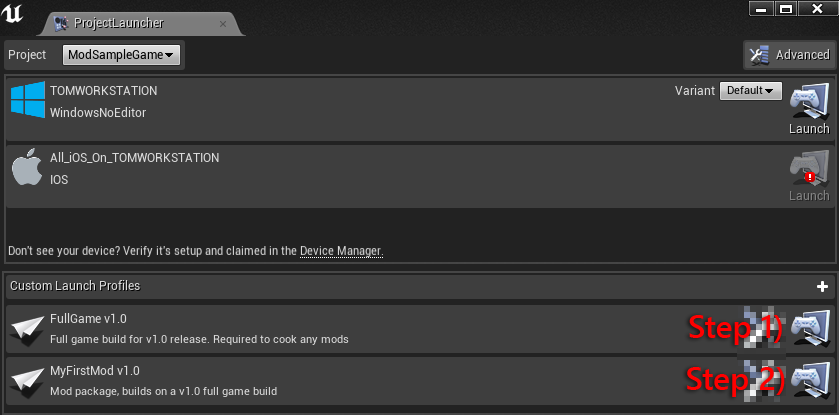 ProjectLauncher
Project ModSampleGame Advanced
TOMWORKSTATION
WindowsNoEditor
Variant Default
Launch
All_iOS_On_TOMWORKSTATION
IOS
Launch
Don't see your device? Verify it's setup and claimed in the Device Manager.
Custom Launch Profiles
FullGame v1.0
Full game build for v1.0 release. Required to cook any mods
Step 1)
MyFirstMod v1.0
Mod package, builds on a v1.0 full game build
Step 2)